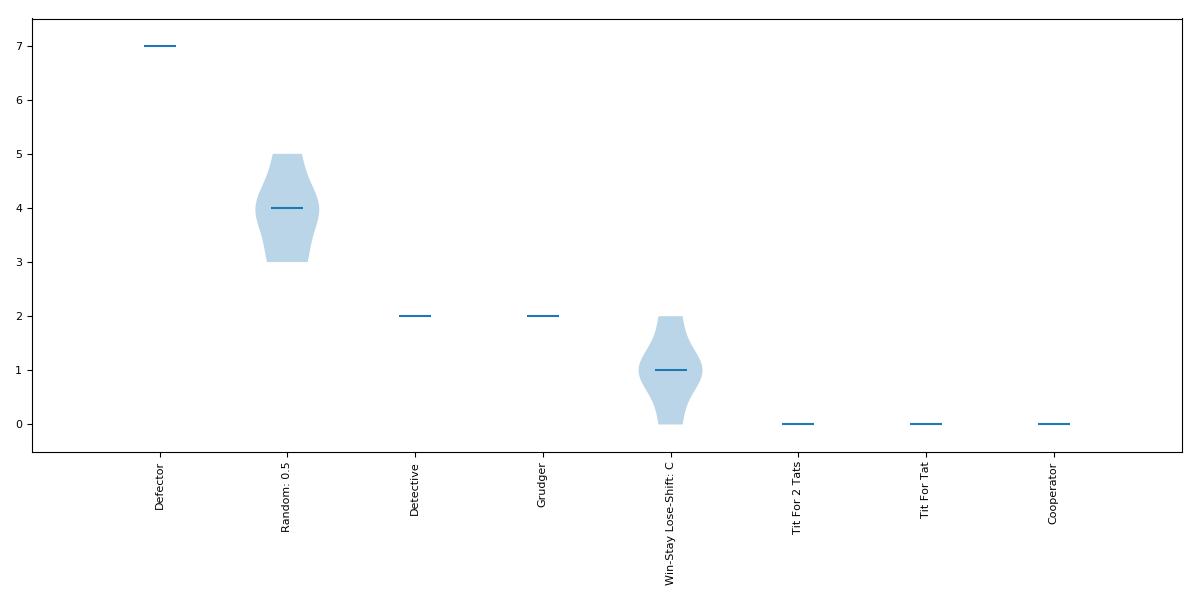 7
6
5
4
3
2
1
0
Defector
Random: 0.5
Detective
Grudger
Win-Stay Lose-Shift: C
Tit For 2 Tats
Tit For Tat
Cooperator